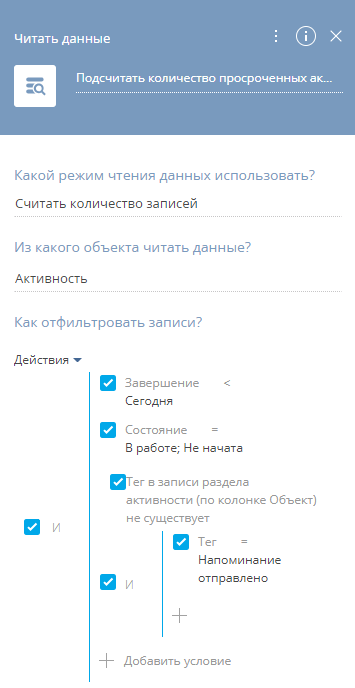 Читать данные
Подсчитать количество просроченных ак...
Какой режим чтения данных использовать?
Считать количество записей
Из какого объекта читать данные?
Активность
Как отфильтровать записи?
Действия
Завершение <
Сегодня
Состояние =
В работе; Не начата
Тег в записи раздела
активности (по колонке Объект)
не существует
И
Тег =
Напоминание
отправлено
И
Добавить условие